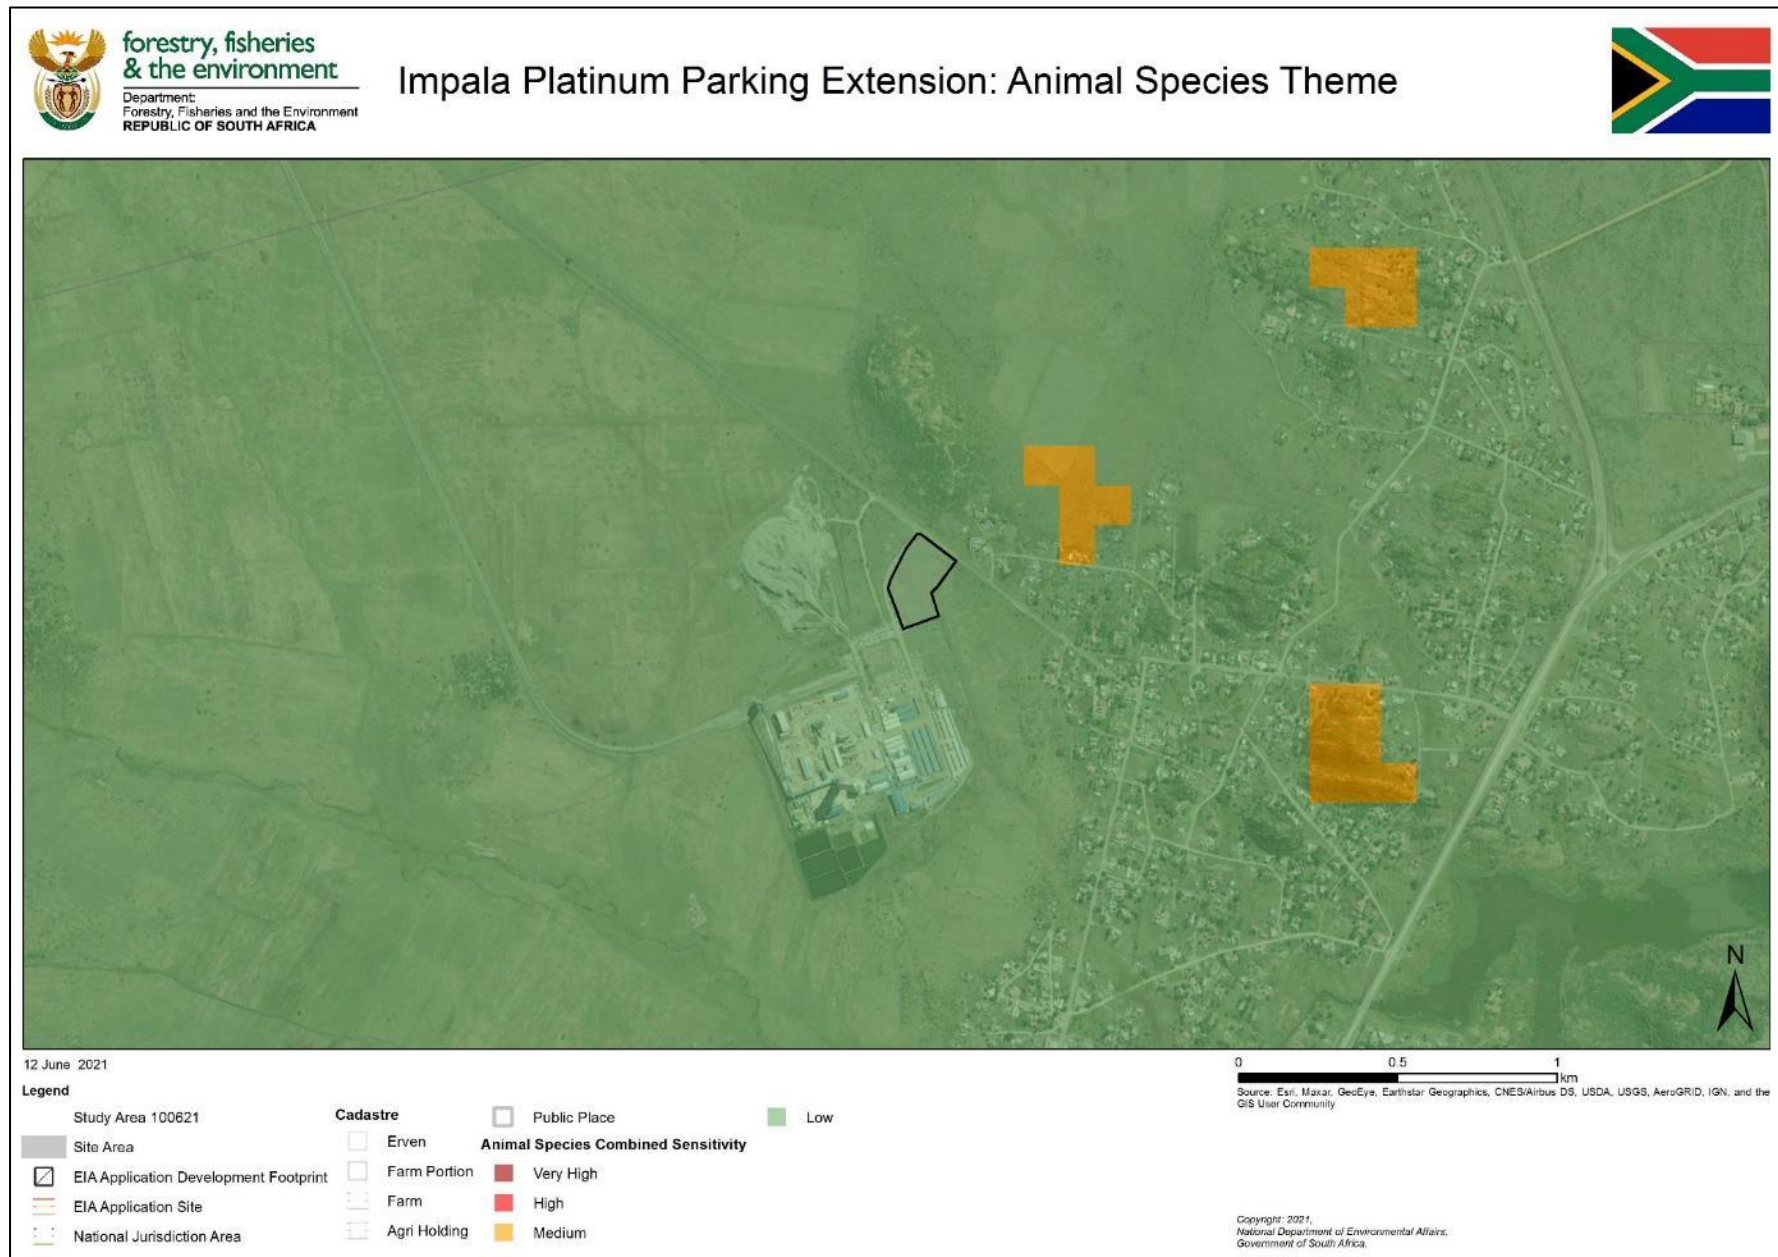 forestry, fisheries
& the environment
Department:
Forestry, Fisheries and the Environment
REPUBLIC OF SOUTH AFRICA
Impala Platinum Parking Extension: Animal Species Theme
N
12 June 2021
Legend
Study Area 100621
Site Area
EIA Application Development Footprint
EIA Application Site
National Jurisdiction Area
Cadastre
Erven
Farm Portion
Farm
Agri Holding
Public Place
Animal Species Combined Sensitivity
Very High
High
Medium
Low
0 0.5 1
km
Source: Esri, Maxar, GeoEye, Earthstar Geographics, CNES/Airbus DS, USDA, USGS, AeroGRID, IGN, and the
GIS User Community
Copyright: 2021,
National Department of Environmental Affairs,
Government of South Africa.